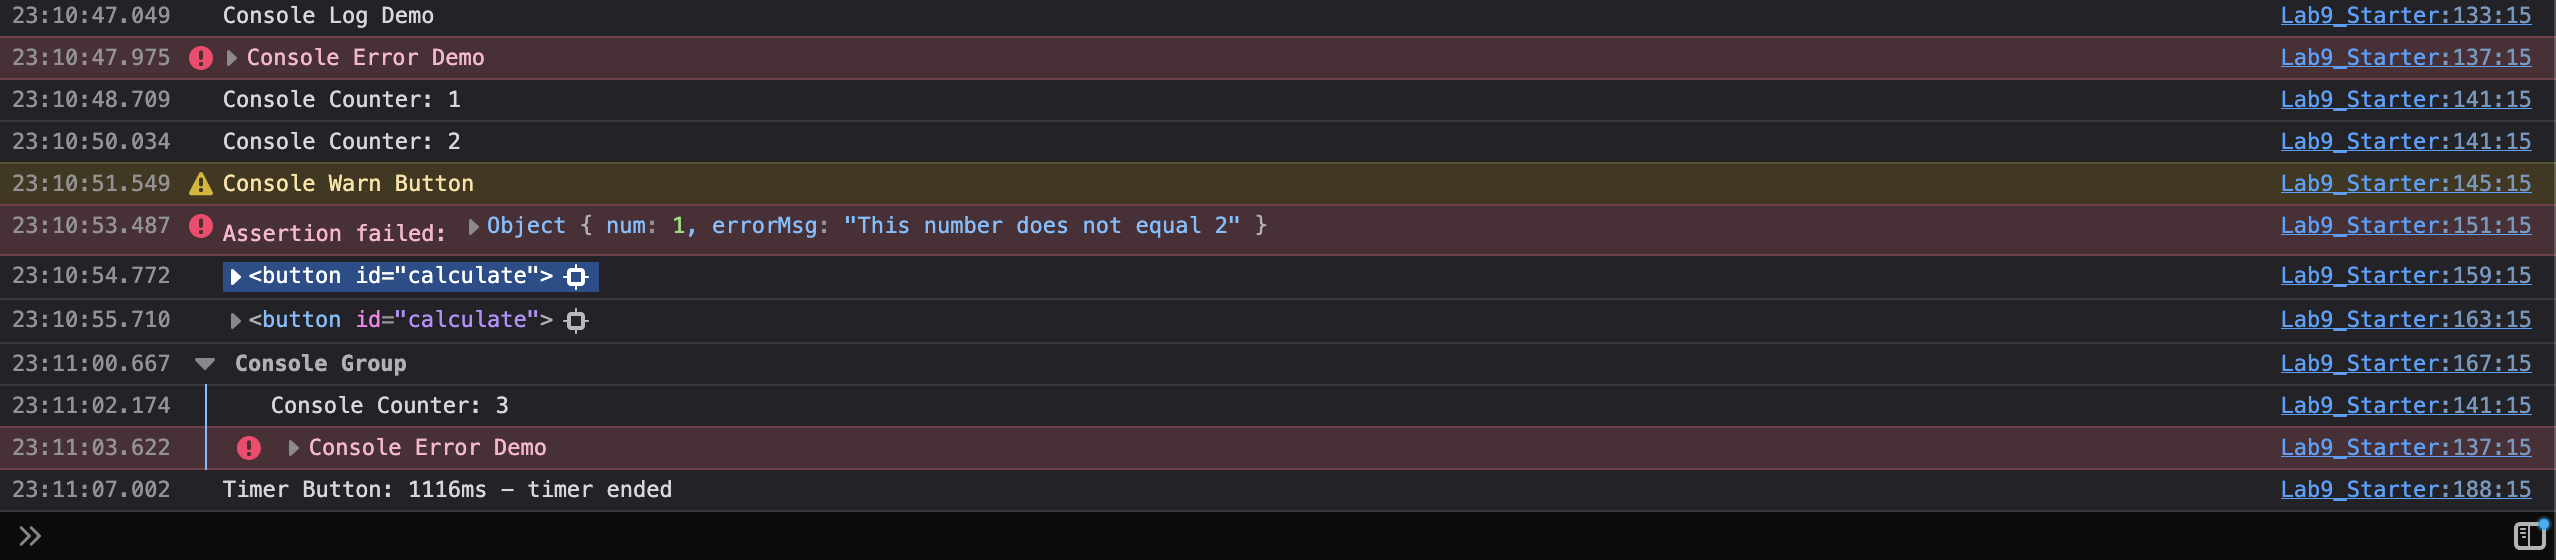 23:10:47.049 Console Log Demo Lab9_Starter:133:15
23:10:47.975 Console Error Demo Lab9_Starter:137:15
23:10:48.709 Console Counter: 1 Lab9_Starter:141:15
23:10:50.034 Console Counter: 2 Lab9_Starter:141:15
23:10:51.549 Console Warn Button Lab9_Starter:145:15
23:10:53.487 Assertion failed: Object { num: 1, errorMsg: "This number does not equal 2" } Lab9_Starter:151:15
23:10:54.772 <button id="calculate"> Lab9_Starter:159:15
23:10:55.710 <button id="calculate"> Lab9_Starter:163:15
23:11:00.667 Console Group Lab9_Starter:167:15
23:11:02.174 Console Counter: 3 Lab9_Starter:141:15
23:11:03.622 Console Error Demo Lab9_Starter:137:15
23:11:07.002 Timer Button: 1116ms – timer ended Lab9_Starter:188:15